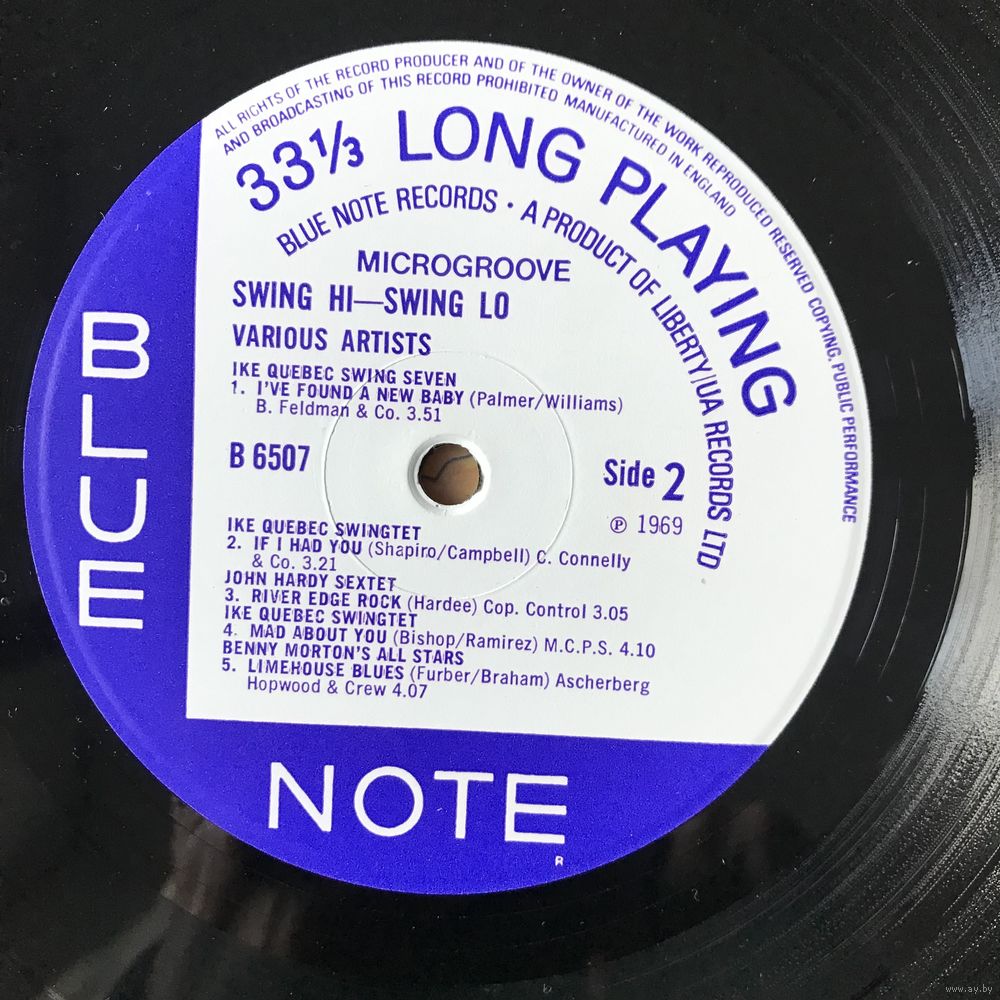 ALL RIGHTS OF THE RECORD PRODUCER AND OF THE OWNER OF THE WORK REPRODUCED RESERVED COPYING, PUBLIC PERFORMANCE
AND BROADCASTING OF THIS RECORD PROHIBITED MANUFACTURED IN ENGLAND
33⅓ LONG PLAYING
BLUE NOTE RECORDS · A PRODUCT OF LIBERTY/UA RECORDS LTD
MICROGROOVE
SWING HI—SWING LO
VARIOUS ARTISTS
IKE QUEBEC SWING SEVEN
1. I'VE FOUND A NEW BABY (Palmer/Williams)
B. Feldman & Co. 3.51
B 6507
Side 2
℗ 1969
IKE QUEBEC SWINGTET
2. IF I HAD YOU (Shapiro/Campbell) C. Connelly
& Co. 3.21
JOHN HARDY SEXTET
3. RIVER EDGE ROCK (Hardee) Cop. Control 3.05
IKE QUEBEC SWINGTET
4. MAD ABOUT YOU (Bishop/Ramirez) M.C.P.S. 4.10
BENNY MORTON'S ALL STARS
5. LIMEHOUSE BLUES (Furber/Braham) Ascherberg
Hopwood & Crew 4.07
BLUE
NOTE
R
www.ay.by